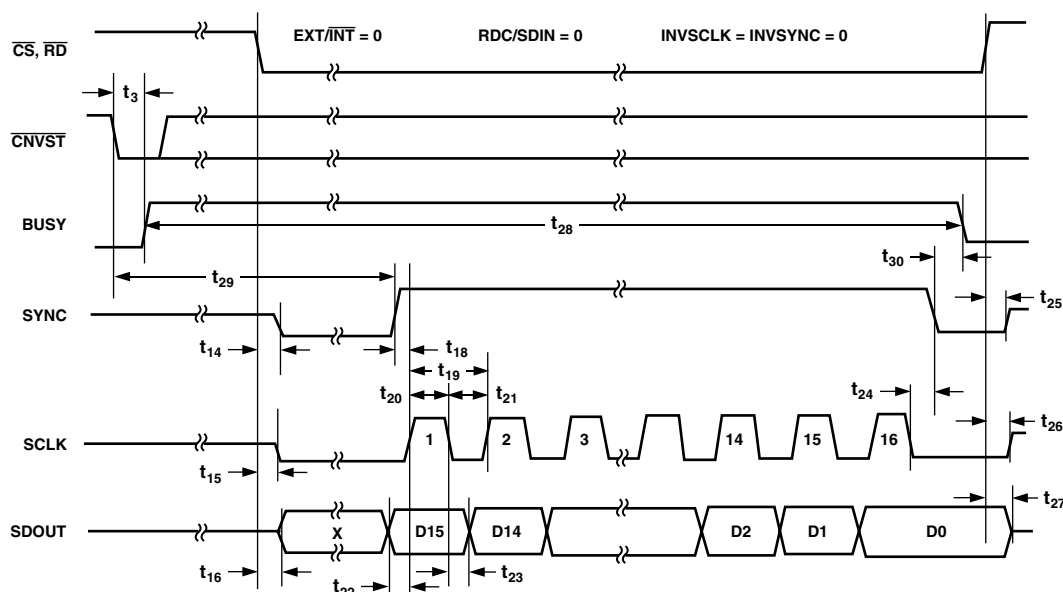 EXT/INT = 0 RDC/SDIN = 0 INVSCLK = INVSYNC = 0
CS, RD
t3
CNVST
BUSY
t28
t30
t29
t25
SYNC
t14
t18
t19
t20
t21
t24
t26
SCLK
1 2 3 14 15 16
t15
t27
SDOUT
X D15 D14 D2 D1 D0
t16
t22
t23